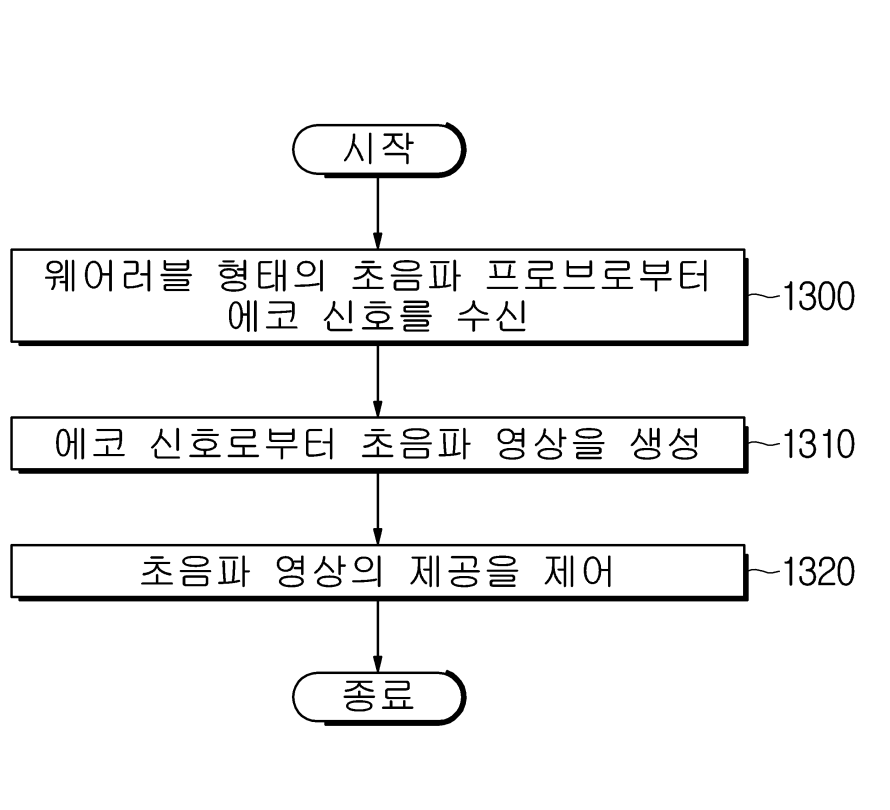 시작
웨어러블 형태의 초음파 프로브로부터
에코 신호를 수신
1300
에코 신호로부터 초음파 영상을 생성
1310
초음파 영상의 제공을 제어
1320
종료